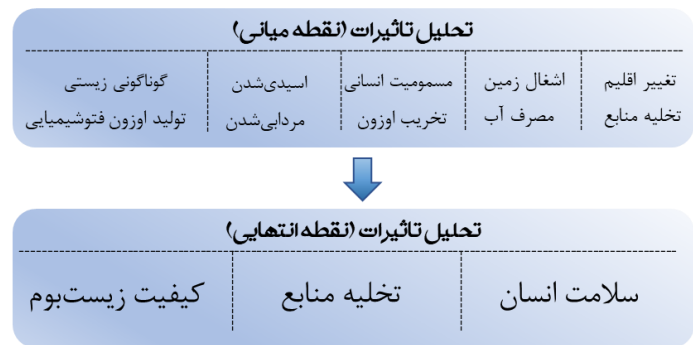 تحلیل تاثیرات (نقطه میانی)
تغییر اقلیم
تخلیه منابع
اشغال زمین
مصرف آب
مسمومیت انسانی
تخریب اوزون
اسیدی‌شدن
مردابی‌شدن
گوناگونی زیستی
تولید اوزون فتوشیمیایی
تحلیل تاثیرات (نقطه انتهایی)
سلامت انسان
تخلیه منابع
کیفیت زیست‌بوم